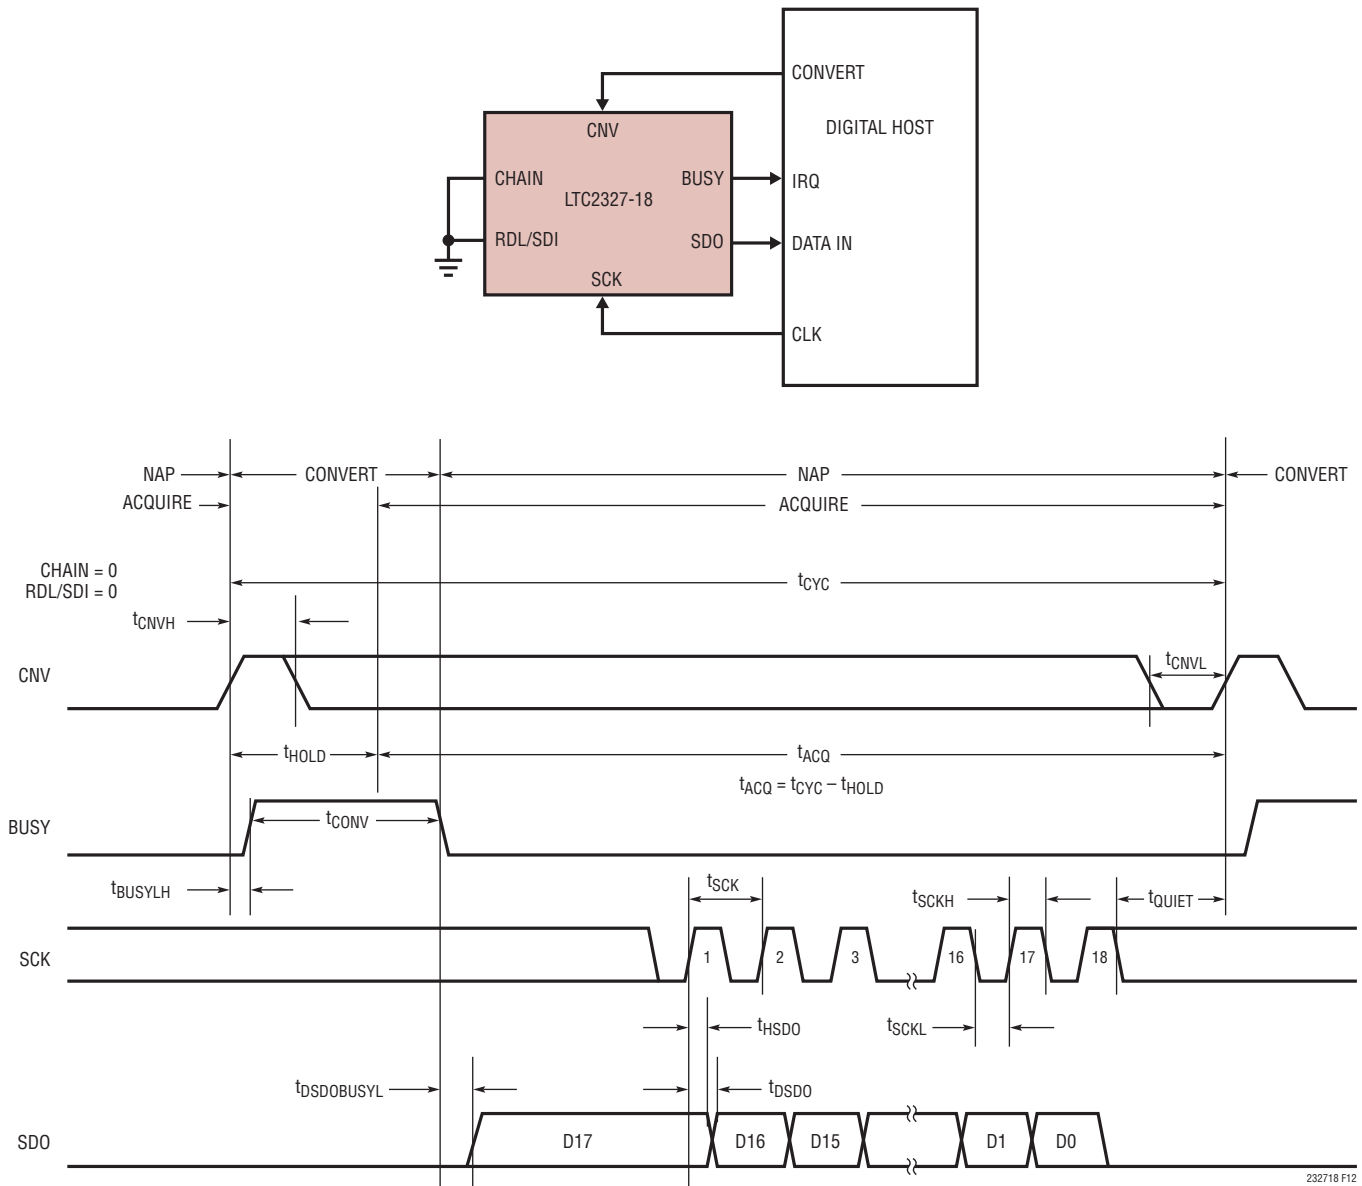 CONVERT
CNV
DIGITAL HOST
CHAIN
BUSY
IRQ
LTC2327-18
RDL/SDI
SDO
DATA IN
SCK
CLK
NAP
CONVERT
NAP
CONVERT
ACQUIRE
ACQUIRE
CHAIN = 0
RDL/SDI = 0
tCYC
tCNVH
CNV
tCNVL
tHOLD
tACQ
tACQ = tCYC – tHOLD
BUSY
tCONV
tBUSYLH
tSCK
tSCKH
tQUIET
SCK
1
2
3
16
17
18
tHSDO
tSCKL
tDSDOBUSYL
tDSDO
SDO
D17
D16
D15
D1
D0
232718 F12